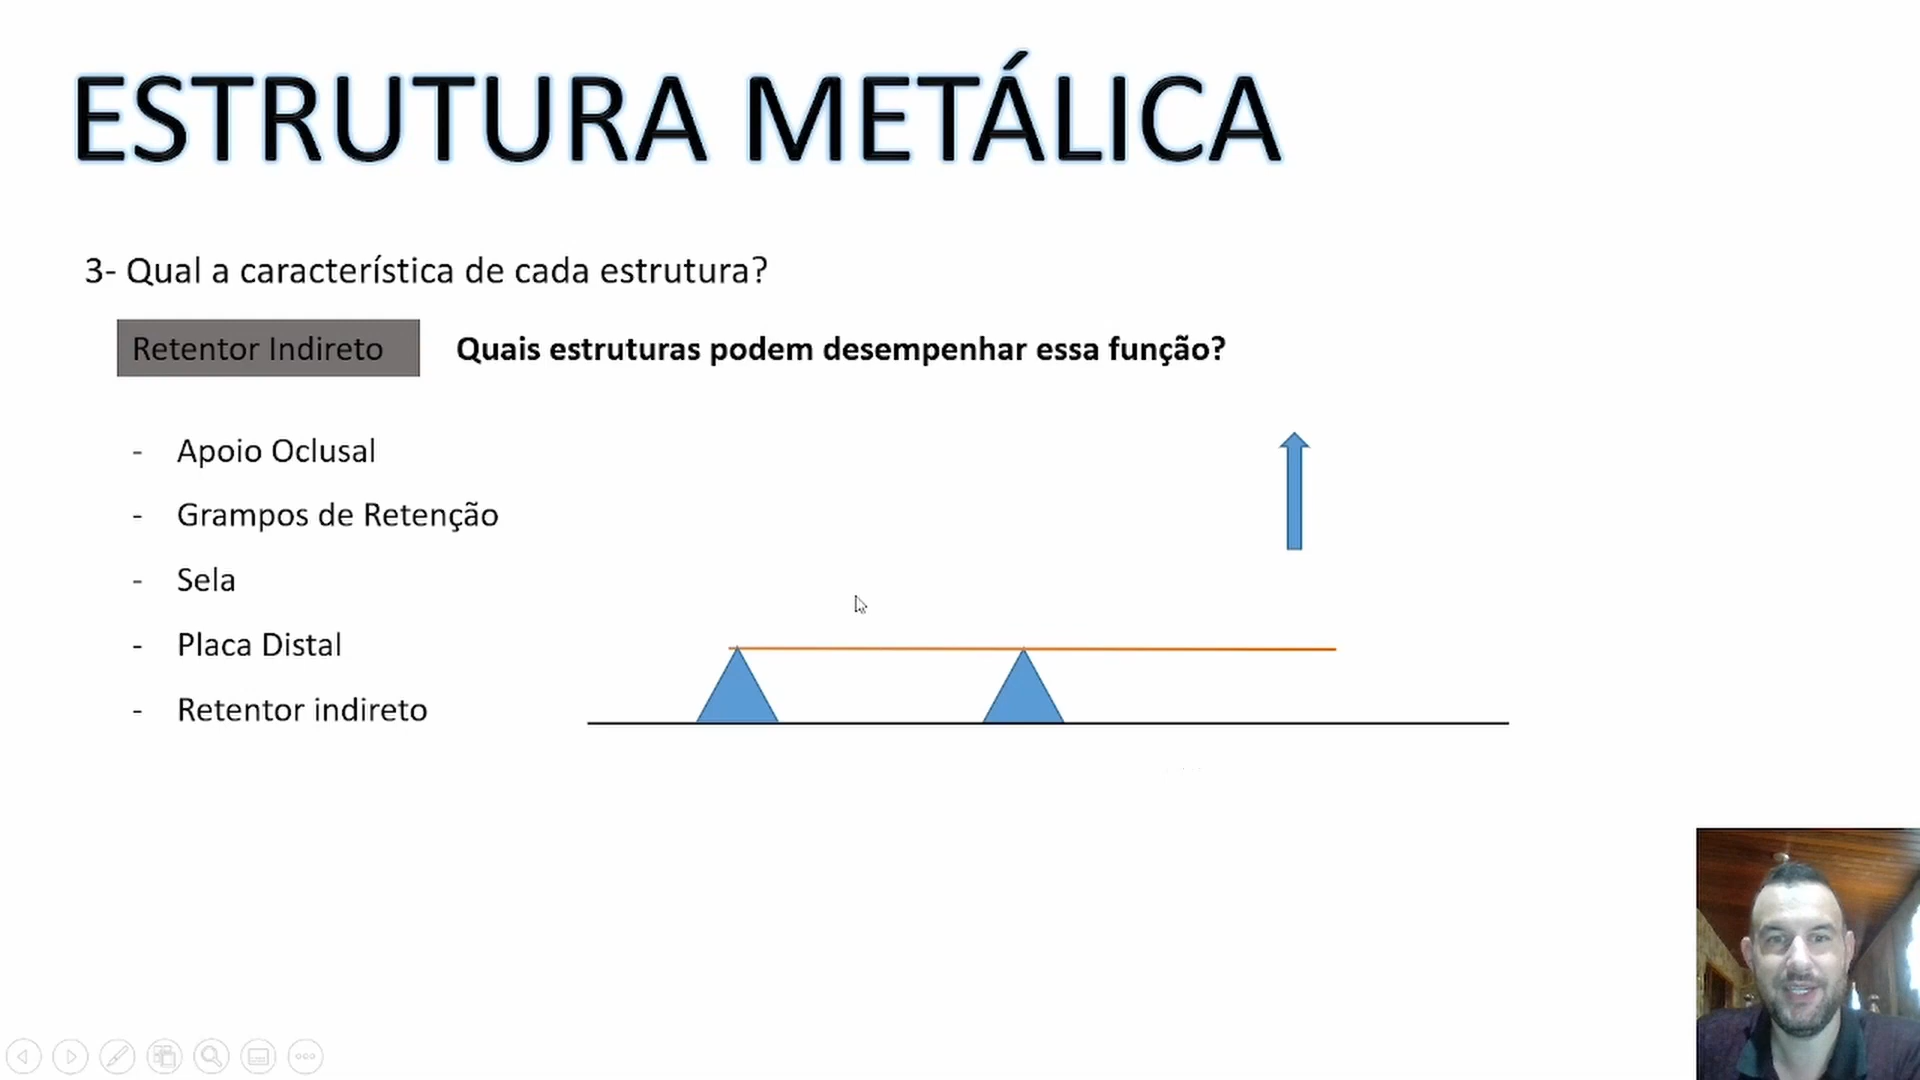 ESTRUTURA METÁLICA
3- Qual a característica de cada estrutura?
Retentor Indireto
Quais estruturas podem desempenhar essa função?
- Apoio Oclusal
- Grampos de Retenção
- Sela
- Placa Distal
- Retentor indireto